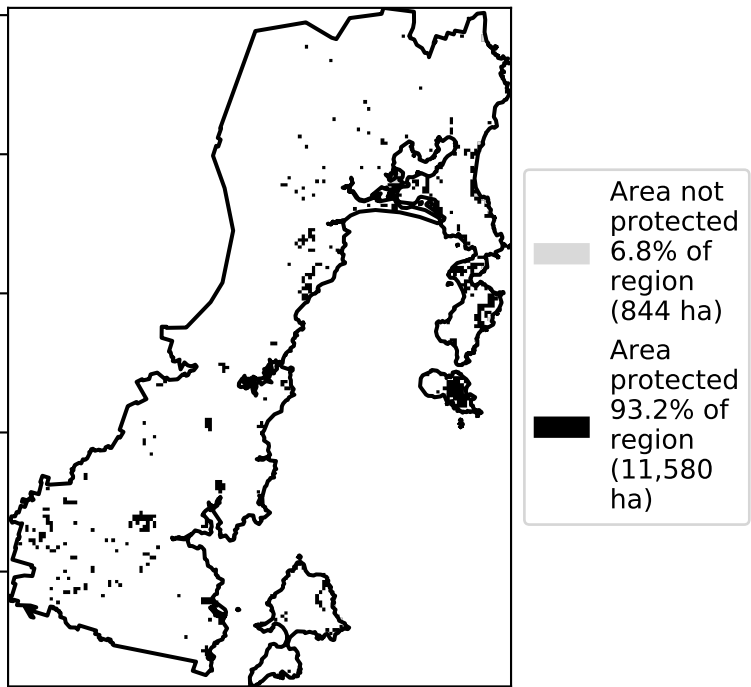 Area not
protected
6.8% of
region
(844 ha)
Area
protected
93.2% of
region
(11,580
ha)